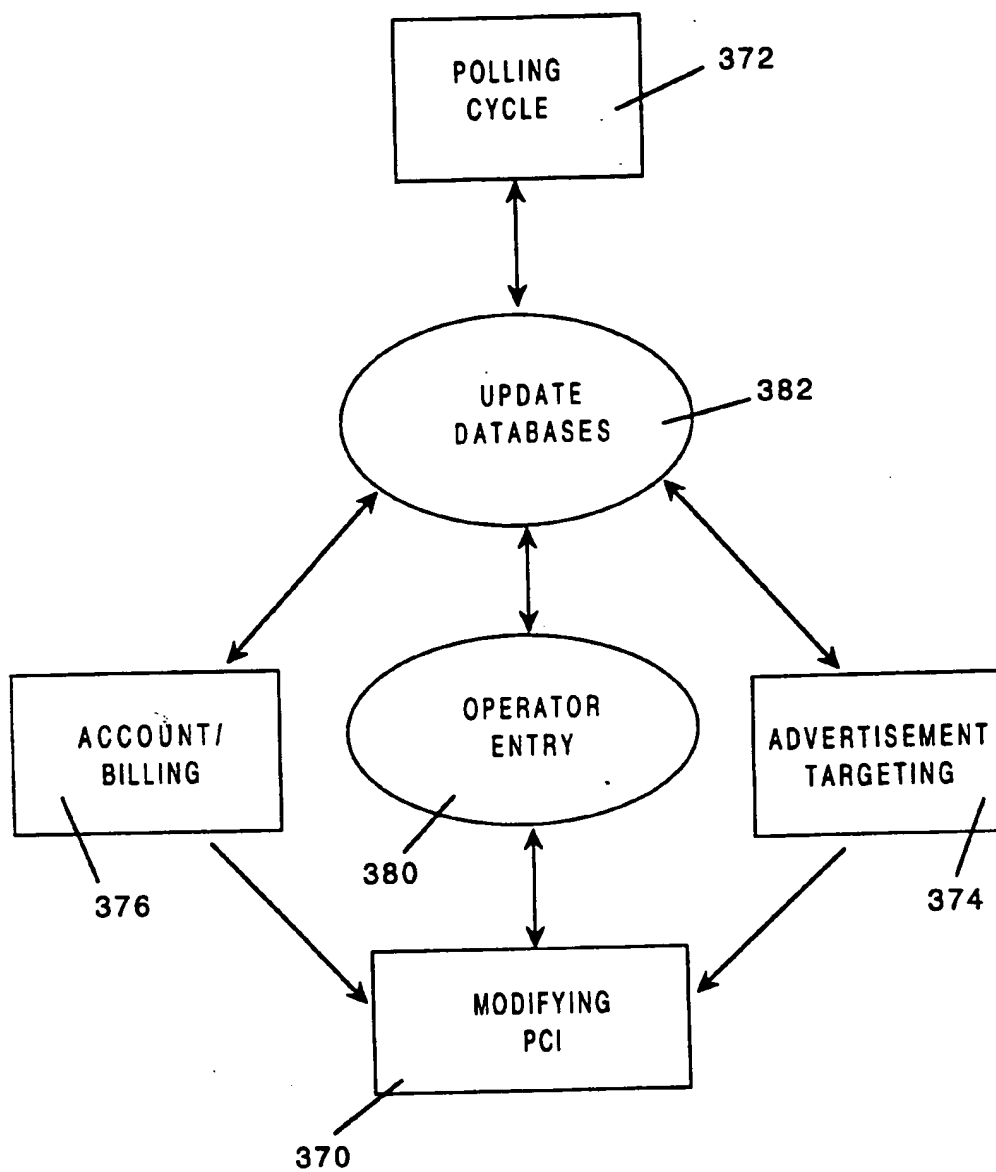 POLLING
CYCLE
372
UPDATE
DATABASES
382
ACCOUNT/
BILLING
376
OPERATOR
ENTRY
380
ADVERTISEMENT
TARGETING
374
MODIFYING
PCI
370